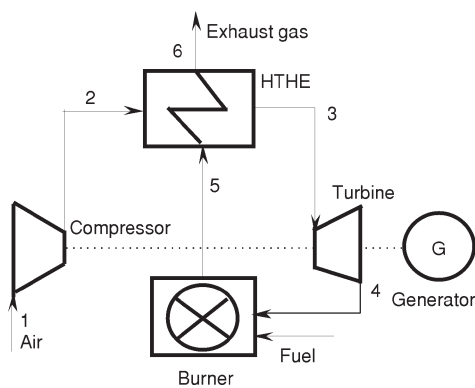 6
Exhaust gas
HTHE
2
3
5
Turbine
Compressor
G
4
Generator
1
Air
Fuel
Burner